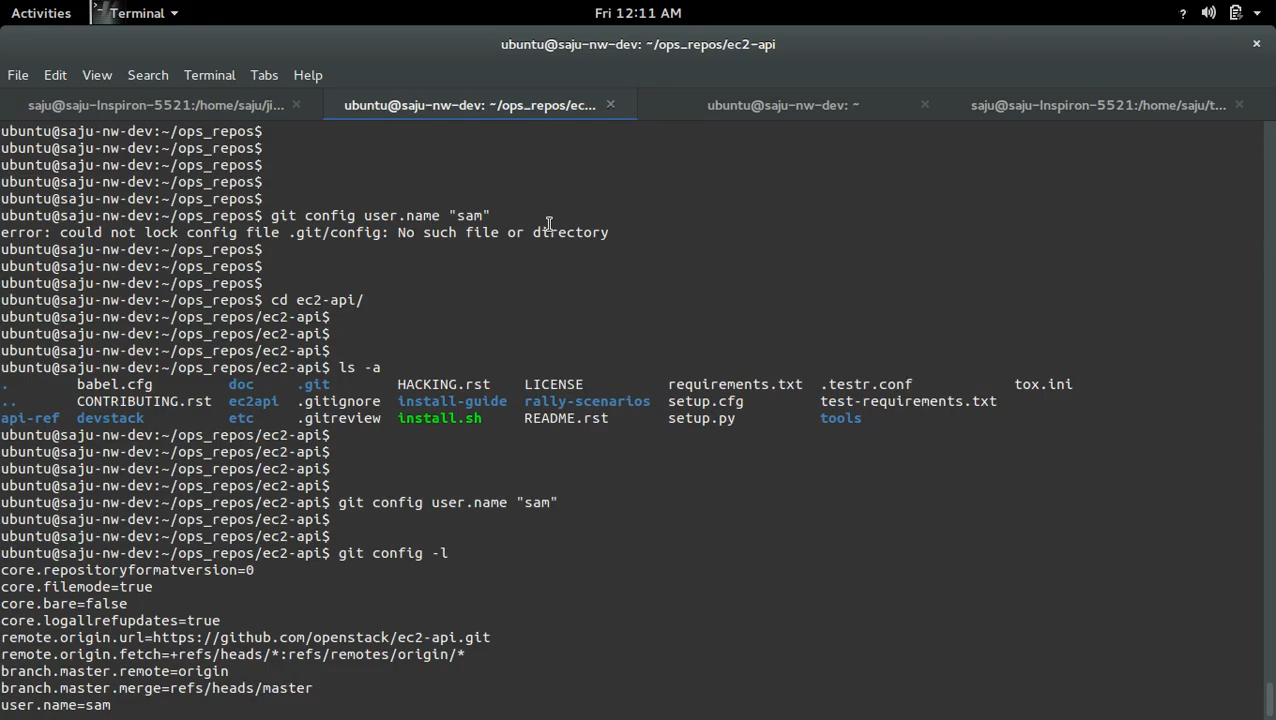 Activities Terminal Fri 12:11 AM ?
ubuntu@saju-nw-dev: ~/ops_repos/ec2-api ×
File Edit View Search Terminal Tabs Help
saju@saju-Inspiron-5521:/home/saju/ji... × ubuntu@saju-nw-dev: ~/ops_repos/ec... × ubuntu@saju-nw-dev: ~ × saju@saju-Inspiron-5521:/home/saju/t... ×
ubuntu@saju-nw-dev:~/ops_repos$
ubuntu@saju-nw-dev:~/ops_repos$
ubuntu@saju-nw-dev:~/ops_repos$
ubuntu@saju-nw-dev:~/ops_repos$
ubuntu@saju-nw-dev:~/ops_repos$
ubuntu@saju-nw-dev:~/ops_repos$ git config user.name "sam"
error: could not lock config file .git/config: No such file or directory
ubuntu@saju-nw-dev:~/ops_repos$
ubuntu@saju-nw-dev:~/ops_repos$
ubuntu@saju-nw-dev:~/ops_repos$
ubuntu@saju-nw-dev:~/ops_repos$ cd ec2-api/
ubuntu@saju-nw-dev:~/ops_repos/ec2-api$
ubuntu@saju-nw-dev:~/ops_repos/ec2-api$
ubuntu@saju-nw-dev:~/ops_repos/ec2-api$
ubuntu@saju-nw-dev:~/ops_repos/ec2-api$ ls -a
. babel.cfg doc .git HACKING.rst LICENSE requirements.txt .testr.conf tox.ini
.. CONTRIBUTING.rst ec2api .gitignore install-guide rally-scenarios setup.cfg test-requirements.txt
api-ref devstack etc .gitreview install.sh README.rst setup.py tools
ubuntu@saju-nw-dev:~/ops_repos/ec2-api$
ubuntu@saju-nw-dev:~/ops_repos/ec2-api$
ubuntu@saju-nw-dev:~/ops_repos/ec2-api$
ubuntu@saju-nw-dev:~/ops_repos/ec2-api$
ubuntu@saju-nw-dev:~/ops_repos/ec2-api$ git config user.name "sam"
ubuntu@saju-nw-dev:~/ops_repos/ec2-api$
ubuntu@saju-nw-dev:~/ops_repos/ec2-api$
ubuntu@saju-nw-dev:~/ops_repos/ec2-api$ git config -l
core.repositoryformatversion=0
core.filemode=true
core.bare=false
core.logallrefupdates=true
remote.origin.url=https://github.com/openstack/ec2-api.git
remote.origin.fetch=+refs/heads/*:refs/remotes/origin/*
branch.master.remote=origin
branch.master.merge=refs/heads/master
user.name=sam